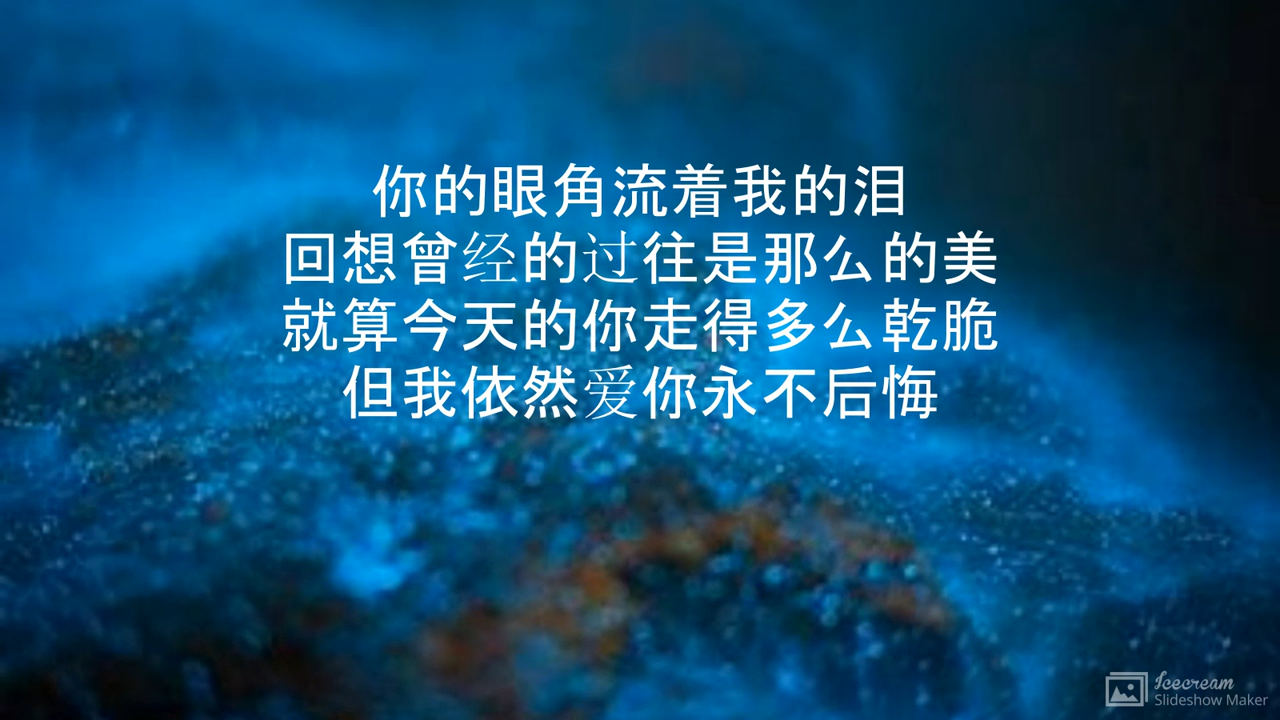 你的眼角流着我的泪
回想曾经的过往是那么的美
就算今天的你走得多么乾脆
但我依然爱你永不后悔
Icecream
Slideshow Maker